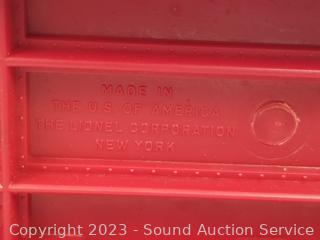 MADE IN
THE U.S. OF AMERICA
THE LIONEL CORPORATION
NEW YORK
Copyright 2023 - Sound Auction Service